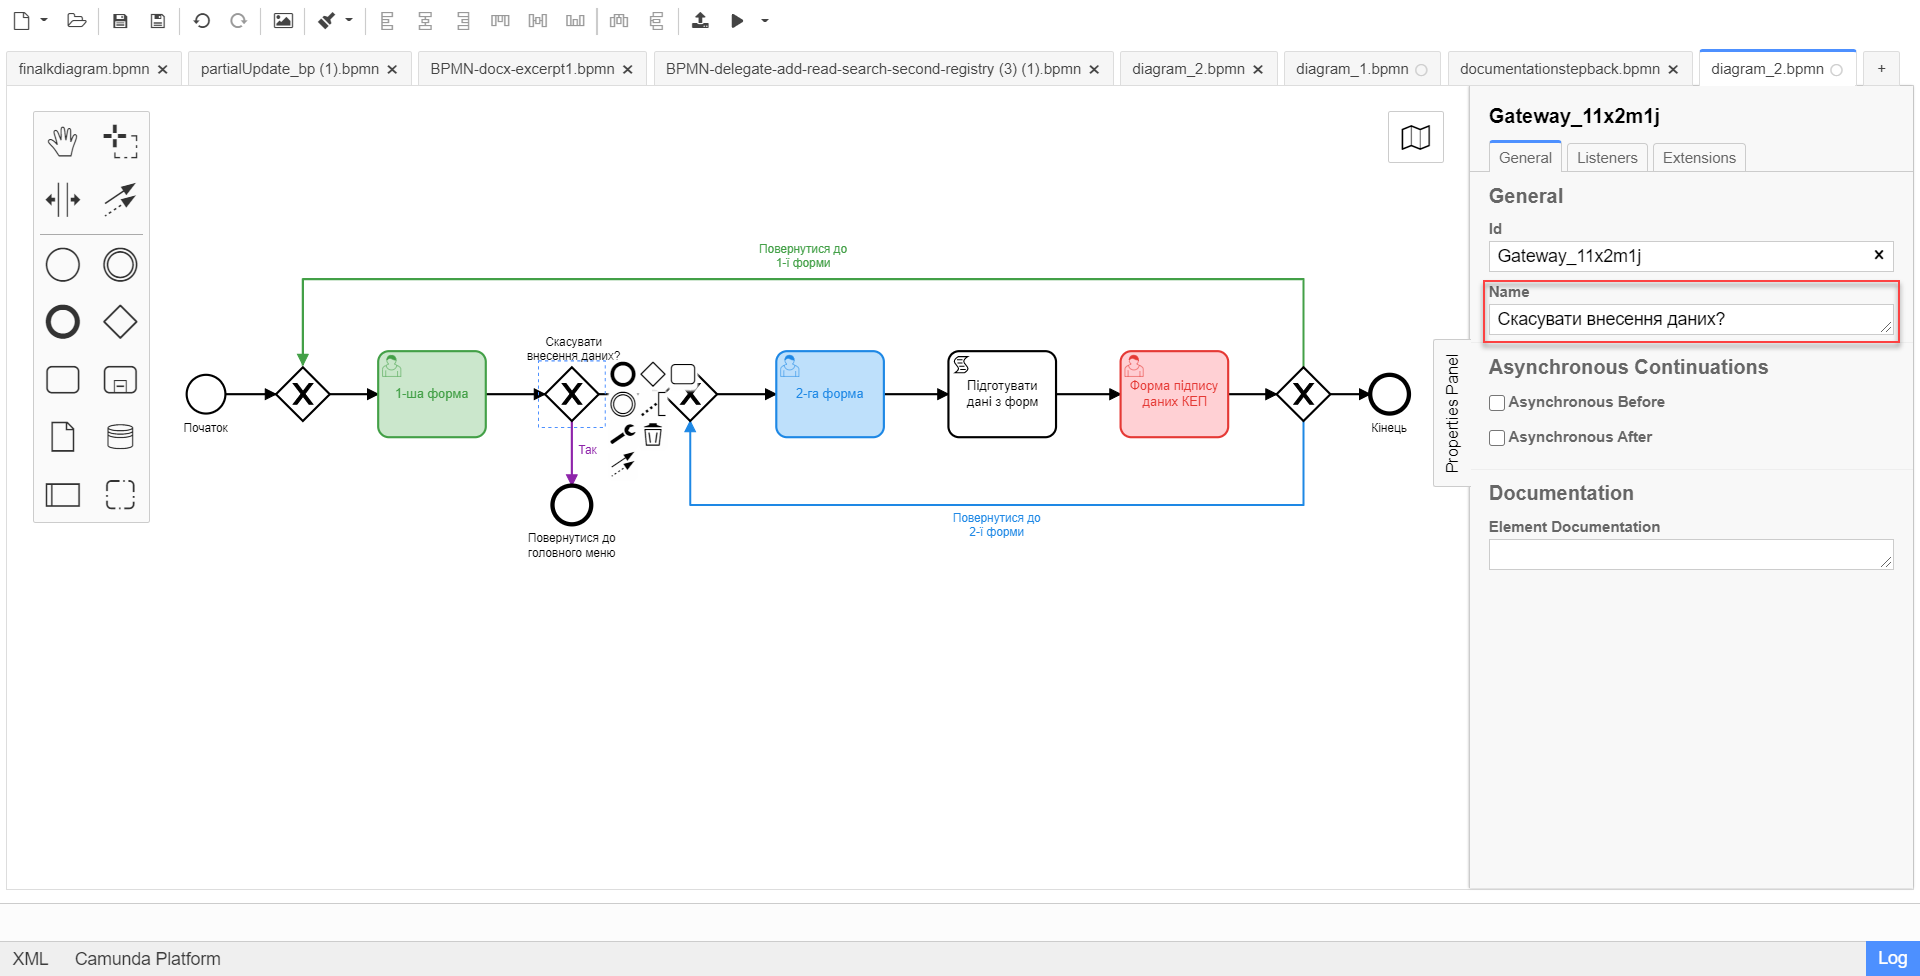 finalkdiagram.bpmn
partialUpdate_bp (1).bpmn
BPMN-docx-excerpt1.bpmn
BPMN-delegate-add-read-search-second-registry (3) (1).bpmn
diagram_2.bpmn
diagram_1.bpmn
documentationstepback.bpmn
diagram_2.bpmn
+
Повернутися до
1-ї форми
Скасувати
внесення даних?
Початок
1-ша форма
2-га форма
Підготувати
дані з форм
Форма підпису
даних КЕП
Кінець
Так
Повернутися до
2-ї форми
Повернутися до
головного меню
Properties Panel
Gateway_11x2m1j
General
Listeners
Extensions
General
Id
Gateway_11x2m1j
Name
Скасувати внесення даних?
Asynchronous Continuations
Asynchronous Before
Asynchronous After
Documentation
Element Documentation
XML
Camunda Platform
Log